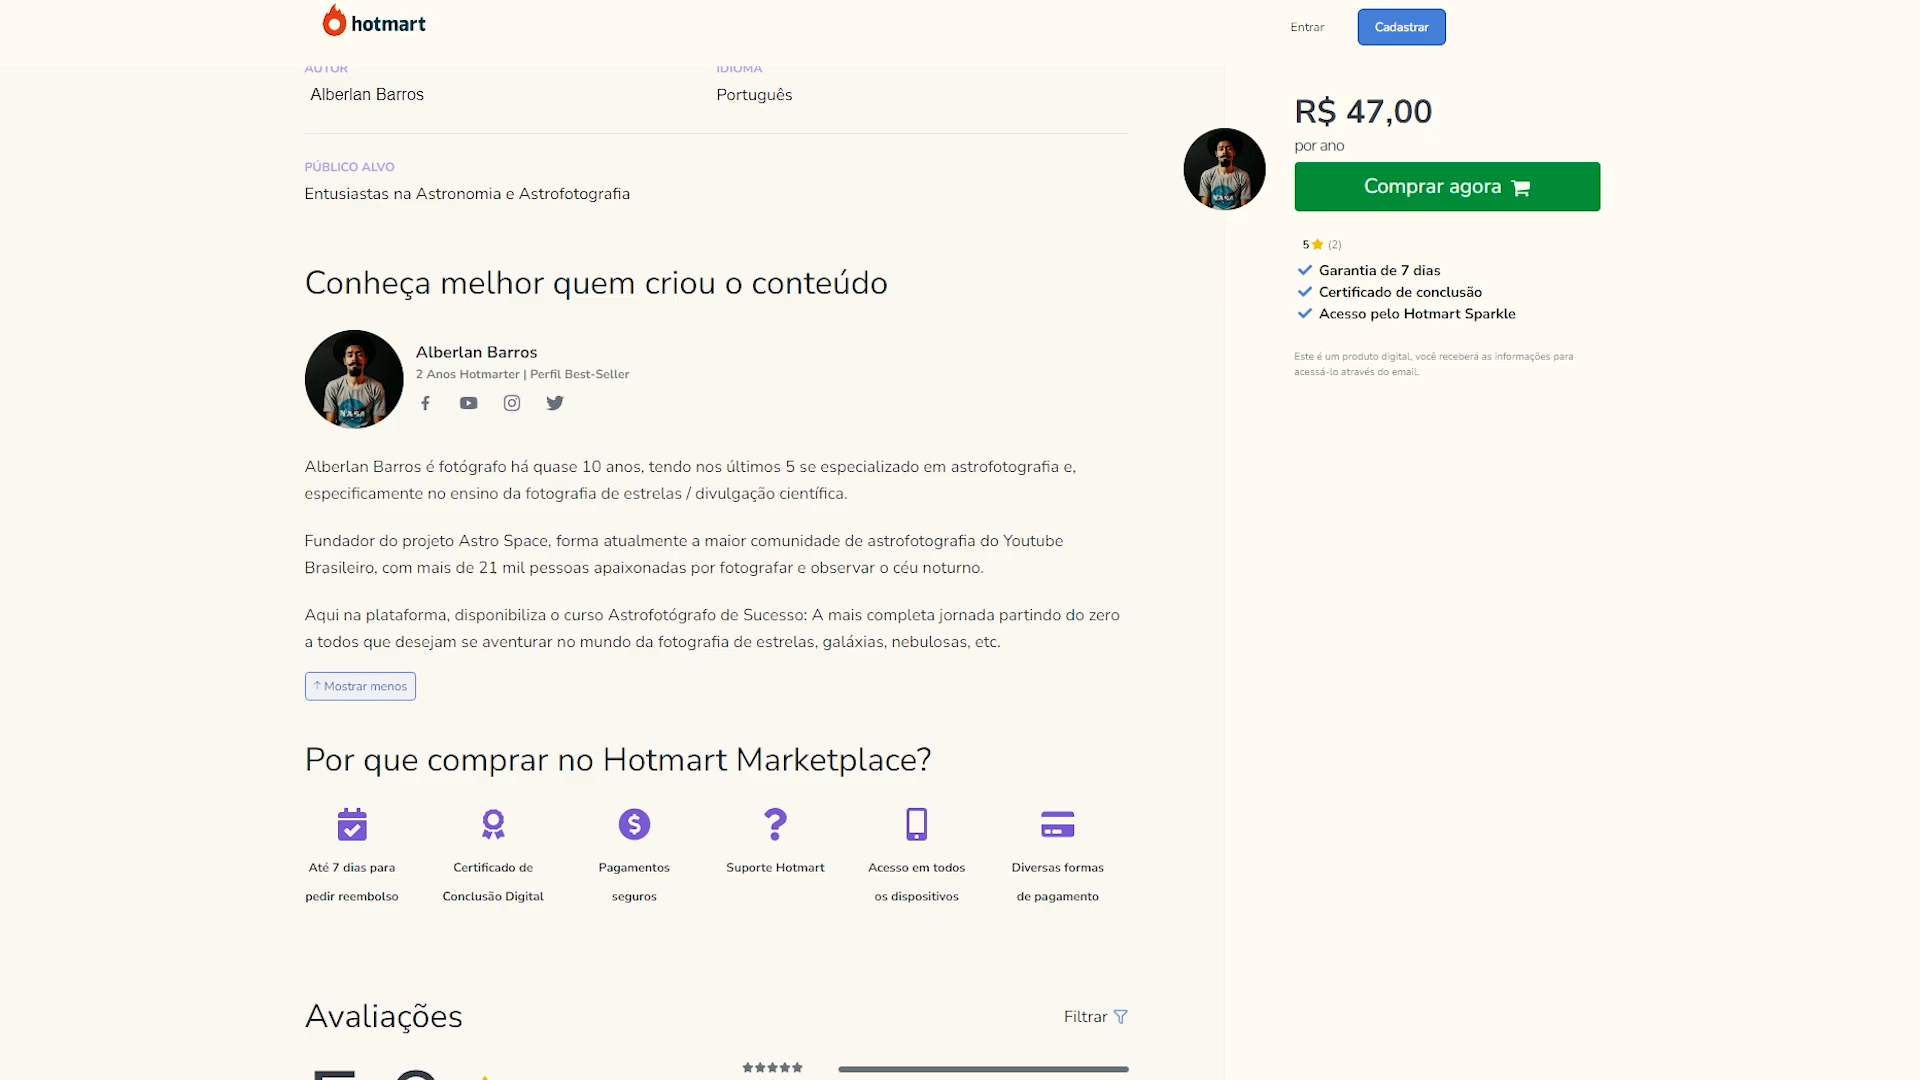 hotmart
Entrar
Cadastrar
AUTOR
Alberlan Barros
IDIOMA
Português
PÚBLICO ALVO
Entusiastas na Astronomia e Astrofotografia
R$ 47,00
por ano
Comprar agora
5 (2)
Garantia de 7 dias
Certificado de conclusão
Acesso pelo Hotmart Sparkle
Este é um produto digital, você receberá as informações para
acessá-lo através do email.
Conheça melhor quem criou o conteúdo
NASA
Alberlan Barros
2 Anos Hotmarter | Perfil Best-Seller
Alberlan Barros é fotógrafo há quase 10 anos, tendo nos últimos 5 se especializado em astrofotografia e,
especificamente no ensino da fotografia de estrelas / divulgação científica.
Fundador do projeto Astro Space, forma atualmente a maior comunidade de astrofotografia do Youtube
Brasileiro, com mais de 21 mil pessoas apaixonadas por fotografar e observar o céu noturno.
Aqui na plataforma, disponibiliza o curso Astrofotógrafo de Sucesso: A mais completa jornada partindo do zero
a todos que desejam se aventurar no mundo da fotografia de estrelas, galáxias, nebulosas, etc.
↑ Mostrar menos
Por que comprar no Hotmart Marketplace?
Até 7 dias para
pedir reembolso
Certificado de
Conclusão Digital
Pagamentos
seguros
Suporte Hotmart
Acesso em todos
os dispositivos
Diversas formas
de pagamento
Avaliações
Filtrar